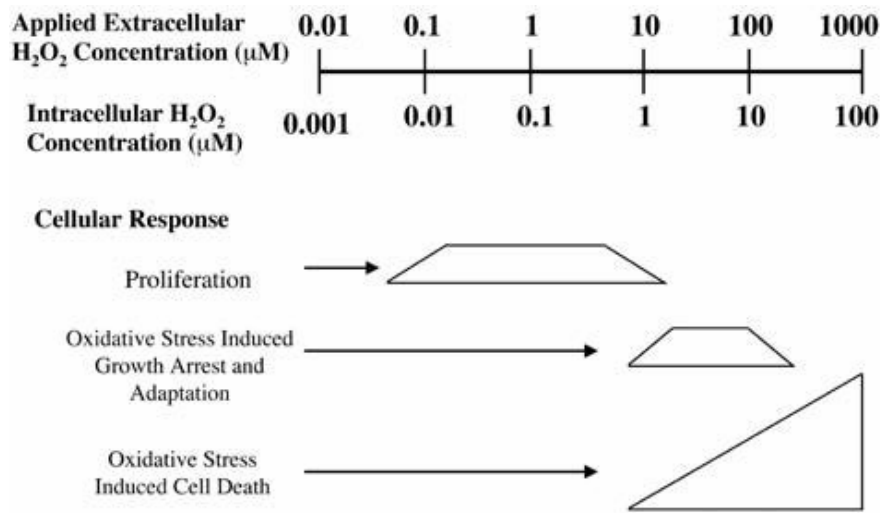 Applied Extracellular
H₂O₂ Concentration (μM)
0.01 0.1 1 10 100 1000
Intracellular H₂O₂
Concentration (μM)
0.001 0.01 0.1 1 10 100
Cellular Response
Proliferation
Oxidative Stress Induced
Growth Arrest and
Adaptation
Oxidative Stress
Induced Cell Death